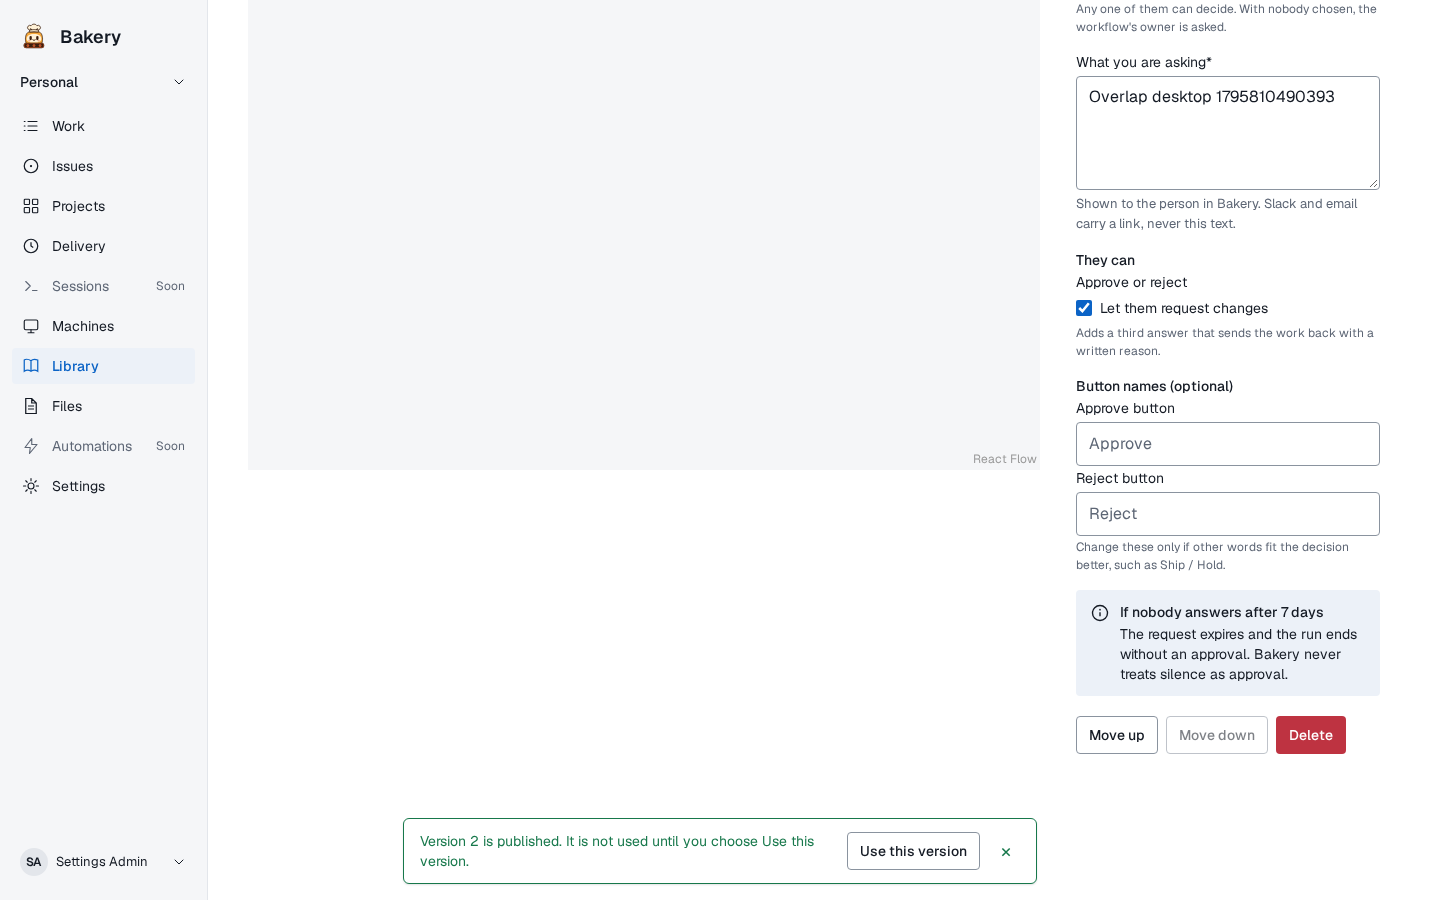 Bakery
Personal
Work
Issues
Projects
Delivery
Sessions Soon
Machines
Library
Files
Automations Soon
Settings
SA Settings Admin
React Flow
Any one of them can decide. With nobody chosen, the
workflow's owner is asked.
What you are asking*
Overlap desktop 1795810490393
Shown to the person in Bakery. Slack and email
carry a link, never this text.
They can
Approve or reject
Let them request changes
Adds a third answer that sends the work back with a
written reason.
Button names (optional)
Approve button
Approve
Reject button
Reject
Change these only if other words fit the decision
better, such as Ship / Hold.
If nobody answers after 7 days
The request expires and the run ends
without an approval. Bakery never
treats silence as approval.
Move up Move down Delete
Version 2 is published. It is not used until you choose Use this
version.
Use this version ×